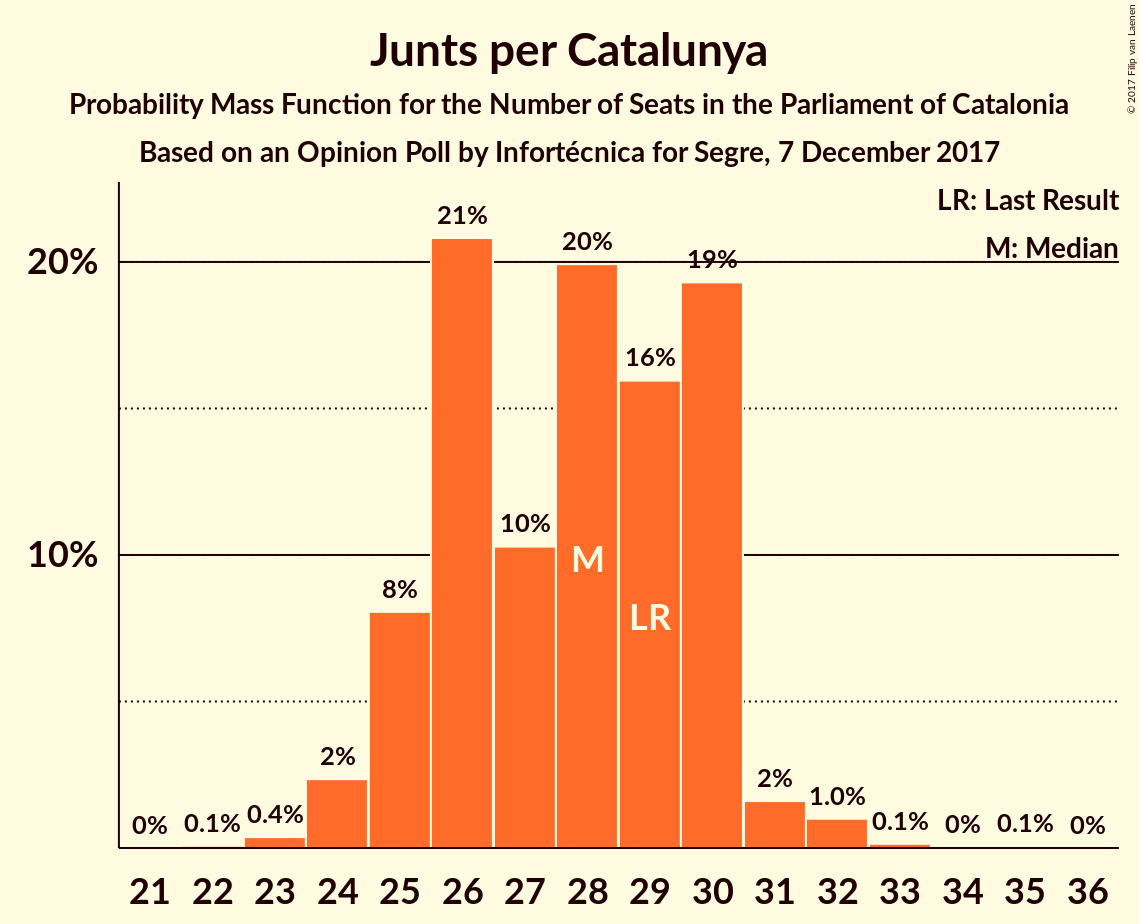 Junts per Catalunya
Probability Mass Function for the Number of Seats in the Parliament of Catalonia
Based on an Opinion Poll by Infortécnica for Segre, 7 December 2017
© 2017 Filip van Laenen
LR: Last Result
M: Median
20%
10%
0%
0.1%
0.4%
2%
8%
21%
10%
20%
16%
19%
2%
1.0%
0.1%
0%
0.1%
0%
M
LR
21 22 23 24 25 26 27 28 29 30 31 32 33 34 35 36